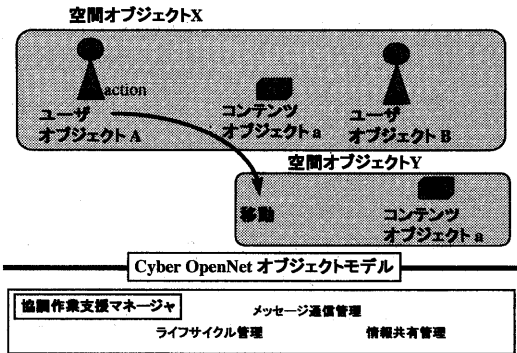 空間オブジェクトX
action
ユーザ
オブジェクト A
コンテンツ
オブジェクト a
ユーザ
オブジェクト B
空間オブジェクトY
移動
コンテンツ
オブジェクト a
Cyber OpenNet オブジェクトモデル
協調作業支援マネージャ
メッセージ通信管理
ライフサイクル管理
情報共有管理